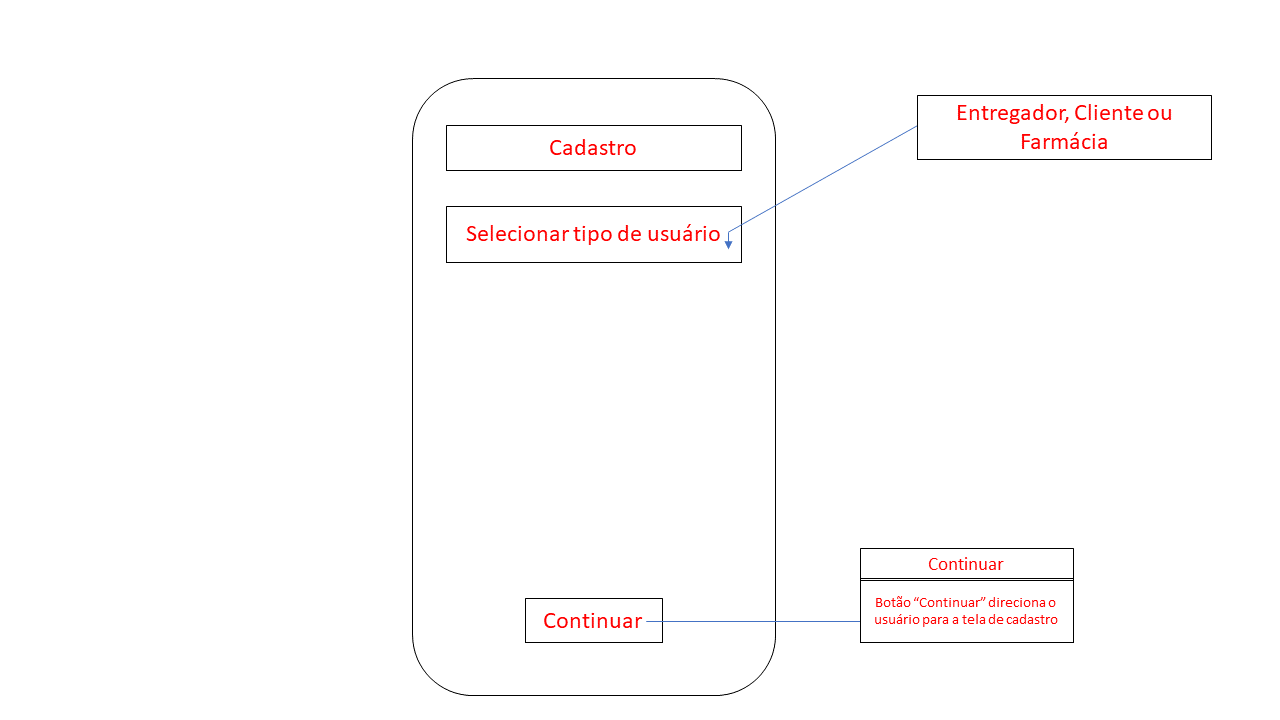 Cadastro
Entregador, Cliente ou
Farmácia
Selecionar tipo de usuário
Continuar
Continuar
Botão “Continuar” direciona o
usuário para a tela de cadastro